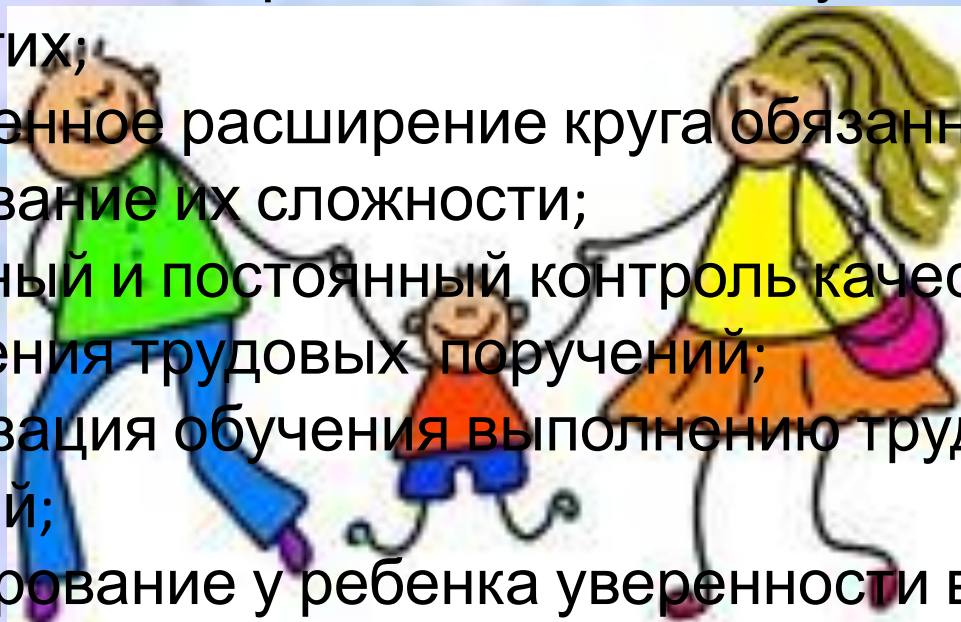 гих;
енное расширение круга обязанн
вание их сложности;
ный и постоянный контроль качес
ения трудовых поручений;
зация обучения выполнению труд
й;
рование у ребенка уверенности в